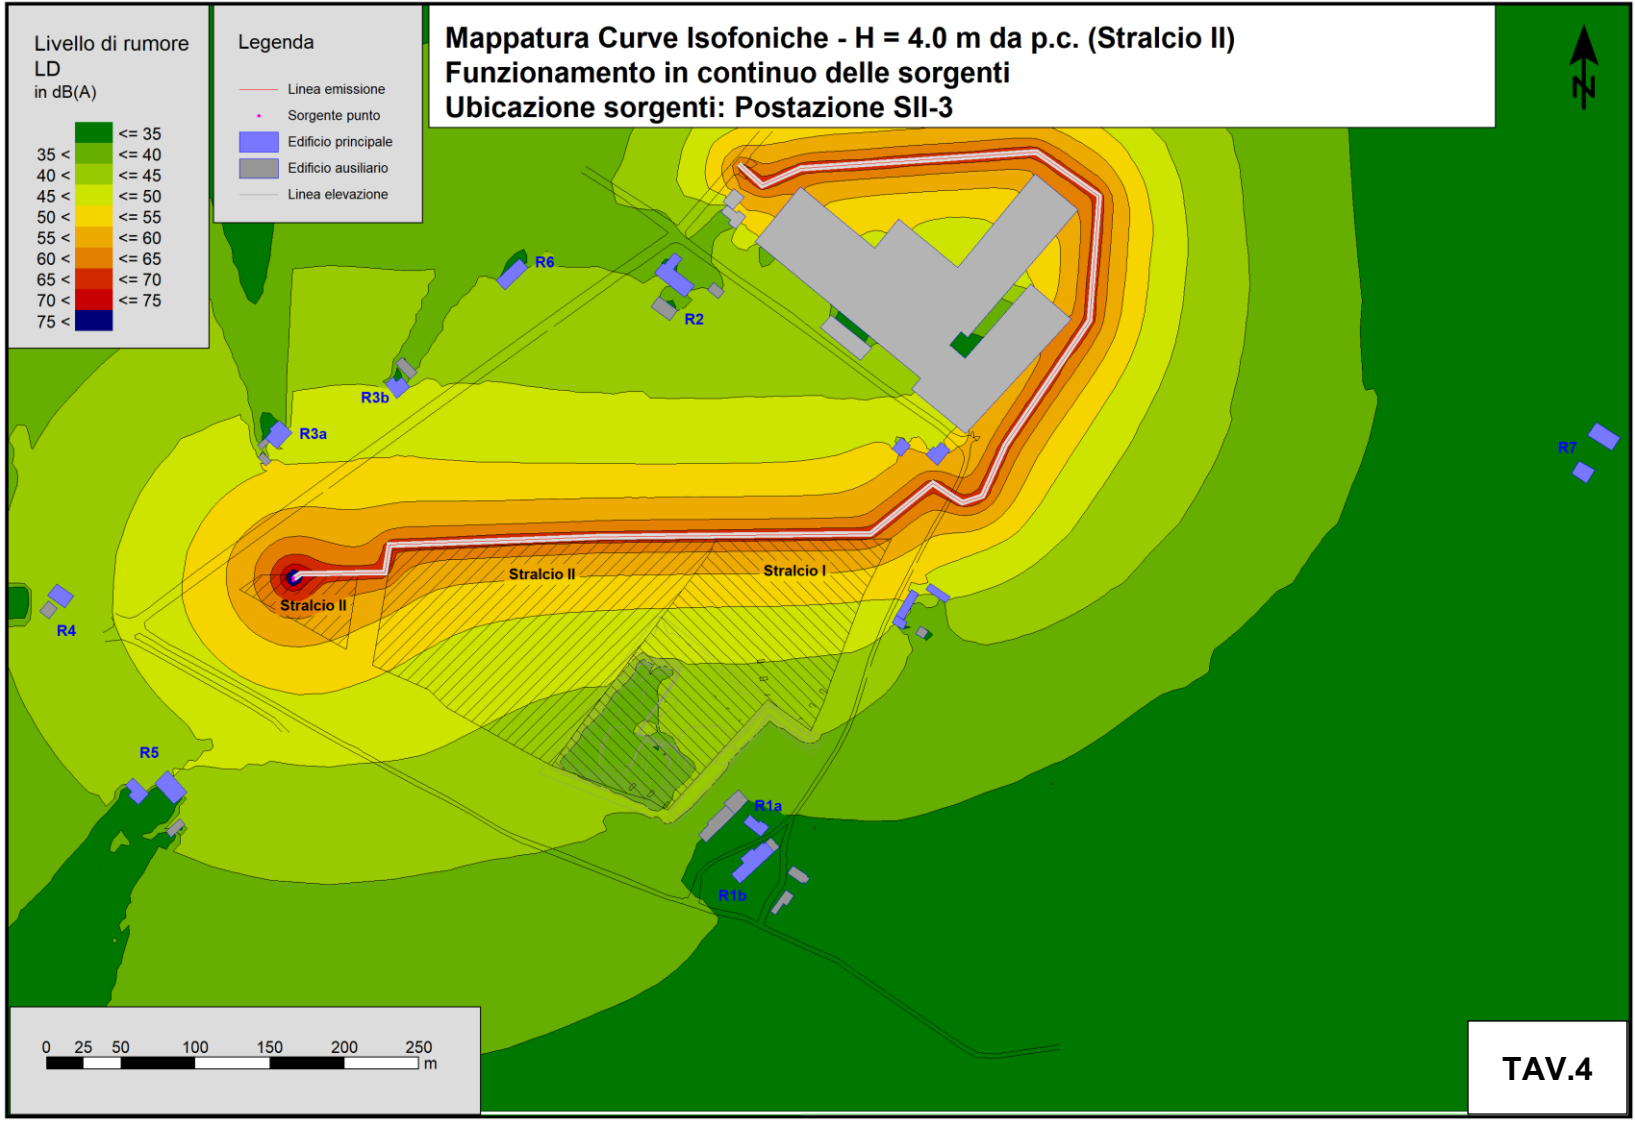 Livello di rumore
LD
in dB(A)
<= 35
35 < <= 40
40 < <= 45
45 < <= 50
50 < <= 55
55 < <= 60
60 < <= 65
65 < <= 70
70 < <= 75
75 <
Legenda
Linea emissione
Sorgente punto
Edificio principale
Edificio ausiliario
Linea elevazione
Mappatura Curve Isofoniche - H = 4.0 m da p.c. (Stralcio II)
Funzionamento in continuo delle sorgenti
Ubicazione sorgenti: Postazione SII-3
N
R6
R2
R3b
R3a
R7
Stralcio II
Stralcio I
Stralcio II
R4
R5
R1a
R1b
0 25 50 100 150 200 250
m
TAV.4